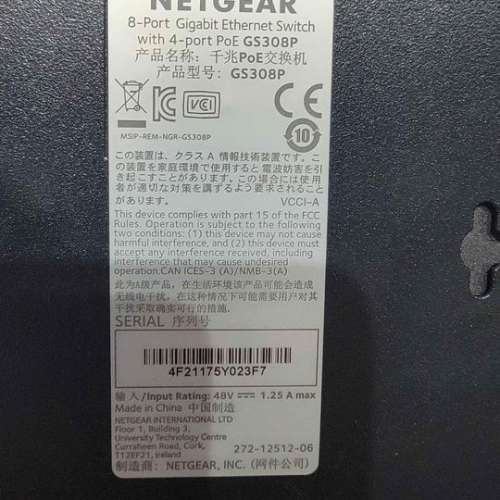 NETGEAR
8-Port Gigabit Ethernet Switch
with 4-port PoE GS308P
产品名称：千兆PoE交换机
产品型号：GS308P
VCI
MSIP-REM-NGR-GS308P
10
この装置は、クラス A 情報技術装置です。こ
の装置を家庭環境で使用すると電波妨害を引
き起こすことがあります。この場合には使用
者が適切な対策を講ずるよう要求されること
があります。 VCCI-A
This device complies with part 15 of the FCC
Rules. Operation is subject to the following
two conditions: (1) this device may not cause
harmful interference, and (2) this device must
accept any interference received, including
interference that may cause undesired
operation.CAN ICES-3 (A)/NMB-3(A)
此为A级产品，在生活环境该产品可能会造成
无线电干扰，在这种情况下可能需要用户对其
干扰采取确实可行的措施.
SERIAL 序列号
4F21175Y023F7
输入/Input Rating: 48V ⎓ 1.25 A max
Made in China 中国制造
NETGEAR INTERNATIONAL LTD
Floor 1, Building 3,
University Technology Centre
Curraheen Road, Cork,
T12EF21, Ireland
272-12512-06
制造商：NETGEAR, INC. (网件公司)